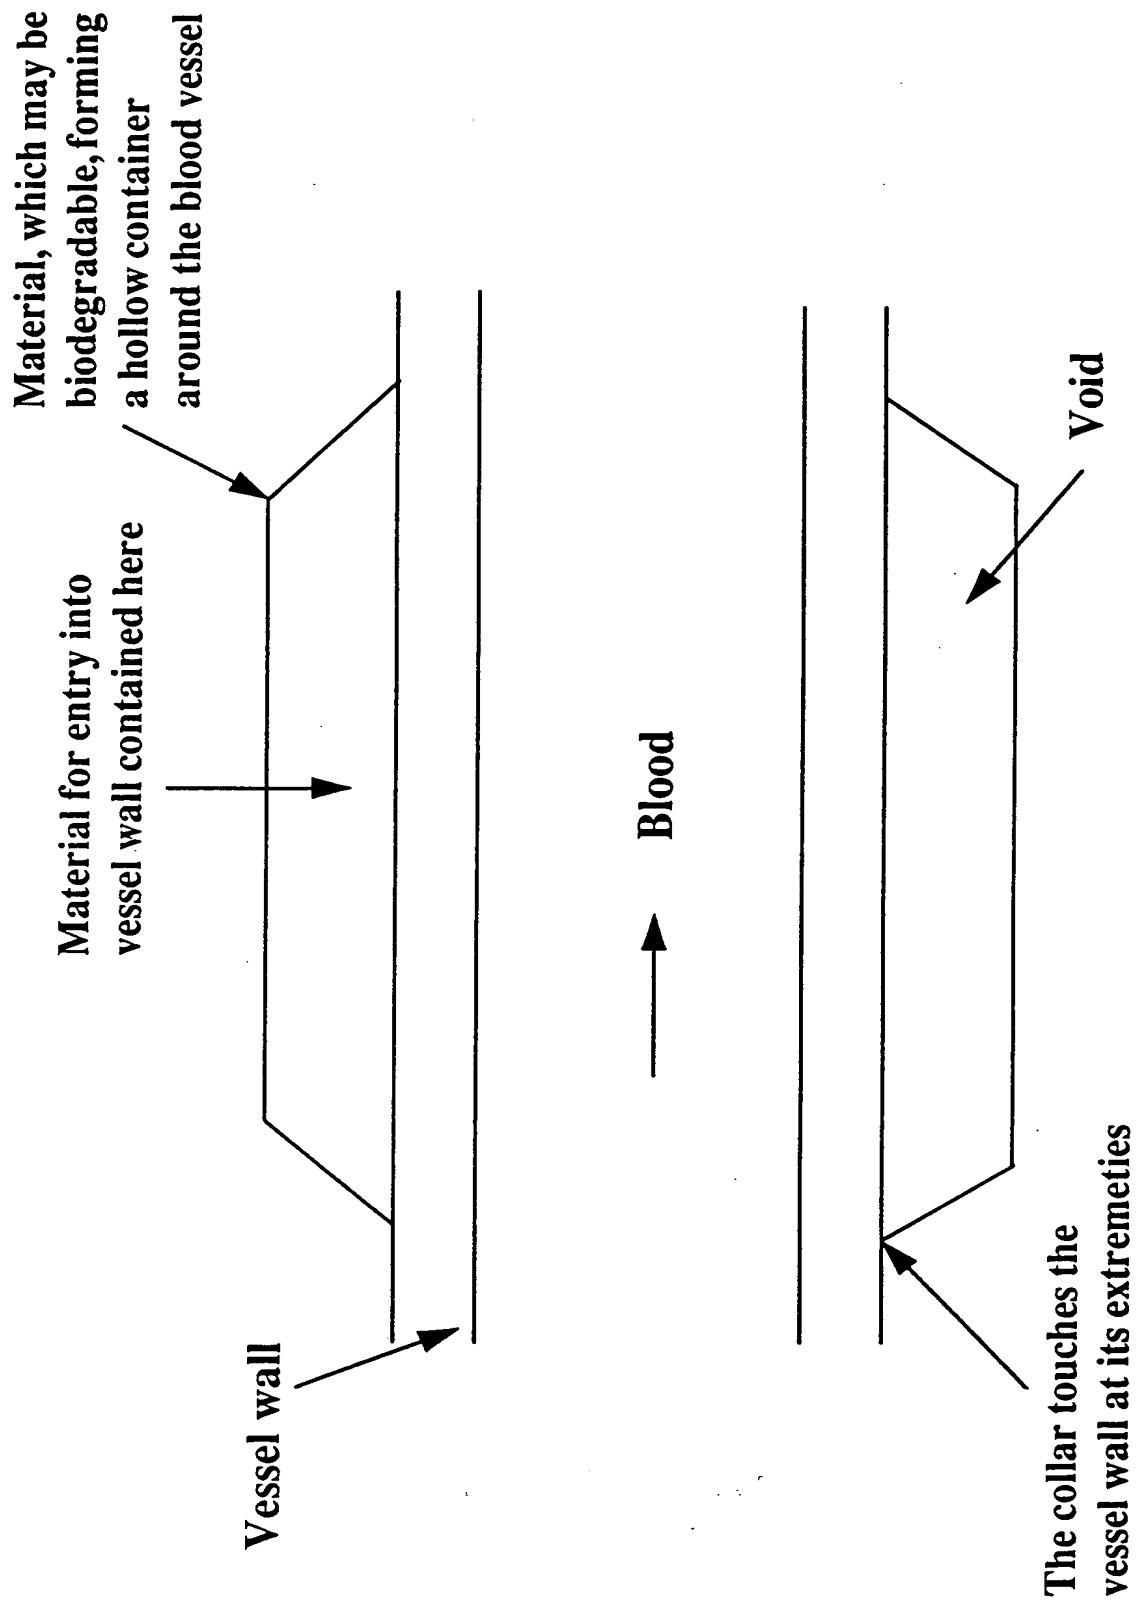 Material, which may be
biodegradable, forming
a hollow container
around the blood vessel
Material for entry into
vessel wall contained here
Vessel wall
Blood
Void
The collar touches the
vessel wall at its extremeties